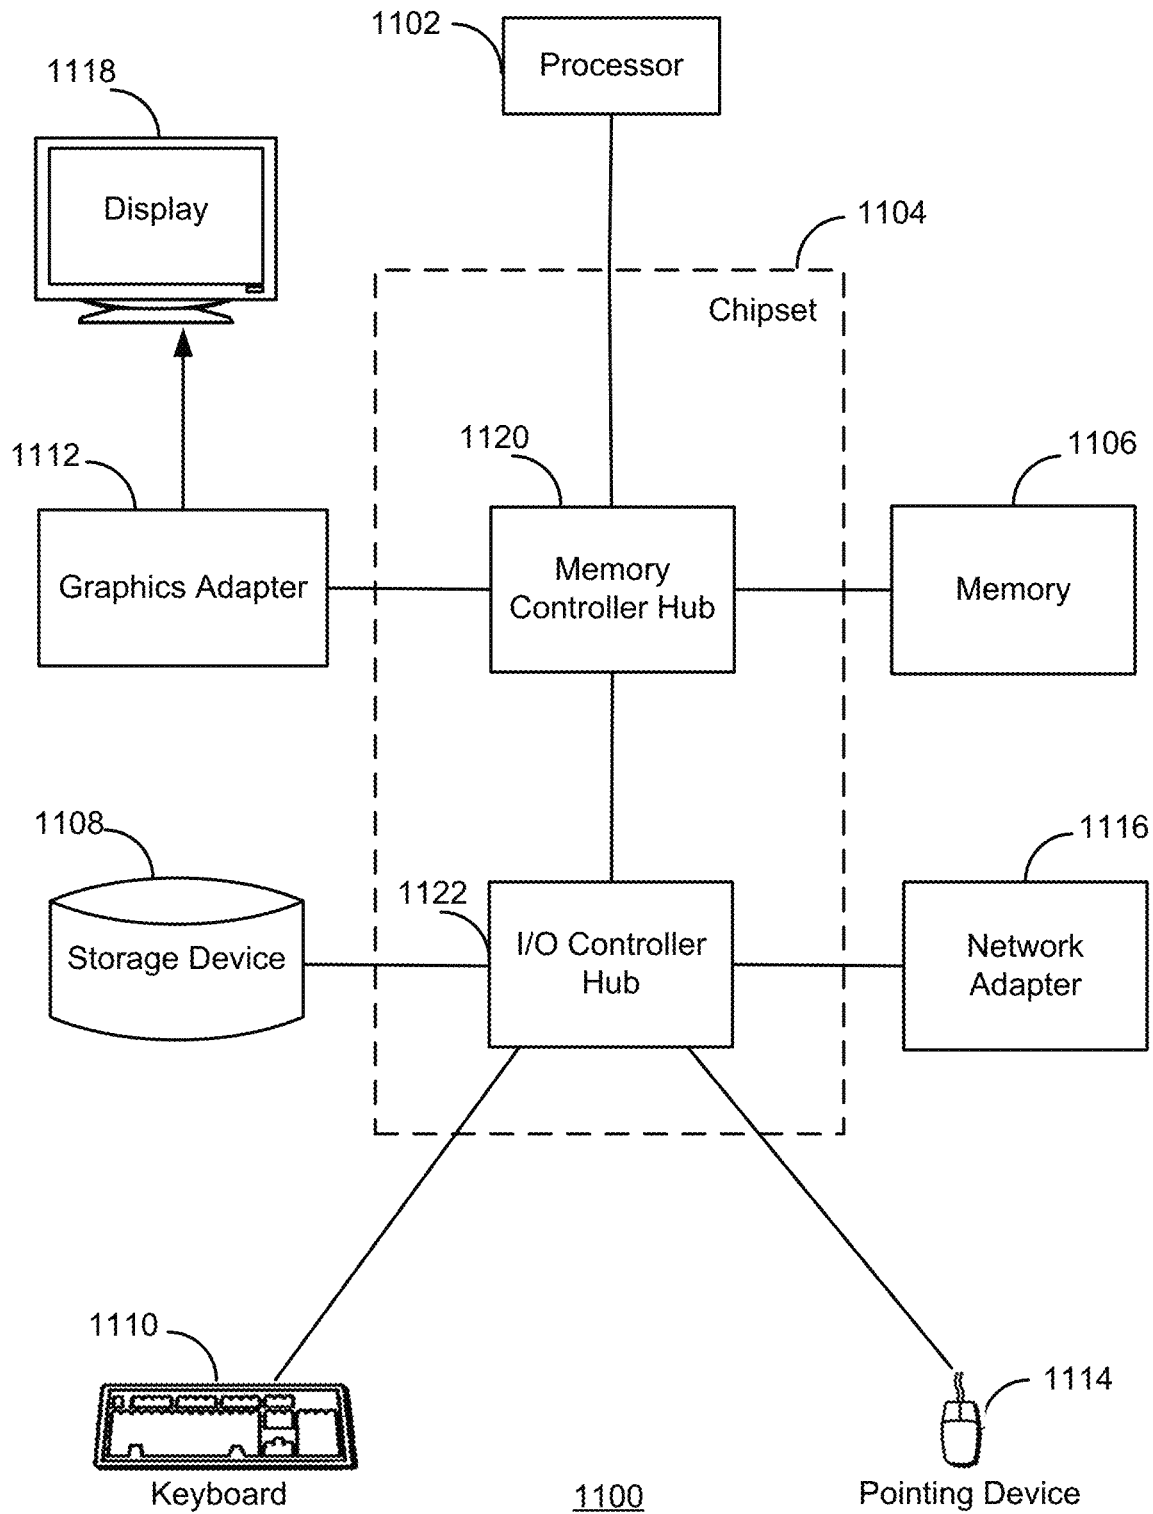 1102
Processor
1118
Display
1104
Chipset
1112
Graphics Adapter
1120
Memory
Controller Hub
1106
Memory
1108
Storage Device
1122
I/O Controller
Hub
1116
Network
Adapter
1110
Keyboard
1100
1114
Pointing Device